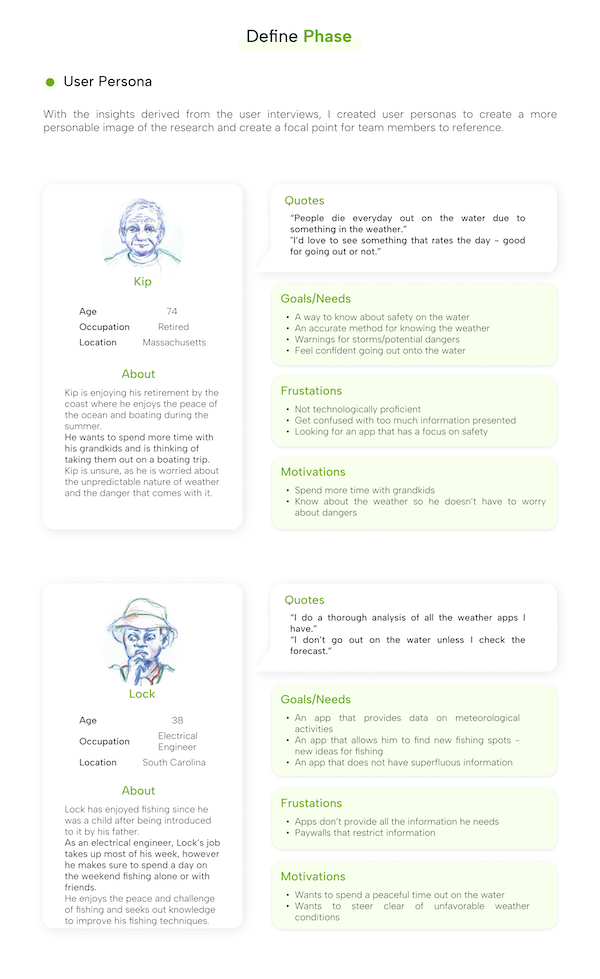 Define Phase
User Persona
With the insights derived from the user interviews, I created user personas to create a more
personable image of the research and create a focal point for team members to reference.
Kip
Age 74
Occupation Retired
Location Massachusetts
About
Kip is enjoying his retirement by the
coast where he enjoys the peace of
the ocean and boating during the
summer.
He wants to spend more time with
his grandkids and is thinking of
taking them out on a boating trip.
Kip is unsure, as he is worried about
the unpredictable nature of weather
and the danger that comes with it.
Quotes
“People die everyday out on the water due to
something in the weather.”
“I’d love to see something that rates the day – good
for going out or not.”
Goals/Needs
• A way to know about safety on the water
• An accurate method for knowing the weather
• Warnings for storms/potential dangers
• Feel confident going out onto the water
Frustations
• Not technologically proficient
• Get confused with too much information presented
• Looking for an app that has a focus on safety
Motivations
• Spend more time with grandkids
• Know about the weather so he doesn’t have to worry
about dangers
Lock
Age 38
Occupation Electrical
Engineer
Location South Carolina
About
Lock has enjoyed fishing since he
was a child after being introduced
to it by his father.
As an electrical engineer, Lock’s job
takes up most of his week, however
he makes sure to spend a day on
the weekend fishing alone or with
friends.
He enjoys the peace and challenge
of fishing and seeks out knowledge
to improve his fishing techniques.
Quotes
“I do a thorough analysis of all the weather apps I
have.”
“I don’t go out on the water unless I check the
forecast.”
Goals/Needs
• An app that provides data on meteorological
activities
• An app that allows him to find new fishing spots –
new ideas for fishing
• An app that does not have superfluous information
Frustations
• Apps don’t provide all the information he needs
• Paywalls that restrict information
Motivations
• Wants to spend a peaceful time out on the water
• Wants to steer clear of unfavorable weather
conditions